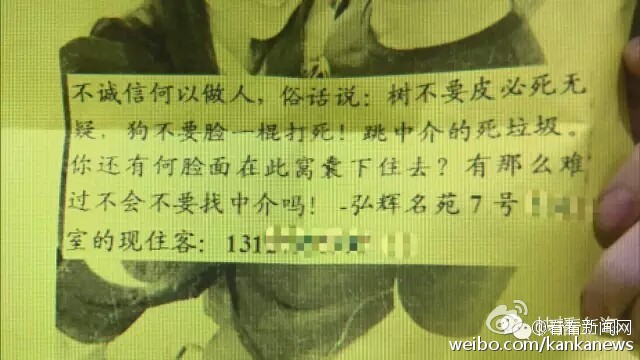 不诚信何以做人，俗话说：树不要皮必死无
疑，狗不要脸一棍打死！跳中介的死垃圾。
你还有何脸面在此窝囊下住去？有那么难
过不会不要找中介吗！-弘辉名苑7号
室的现住客：1312
@看看新闻网
weibo.com/kankanews